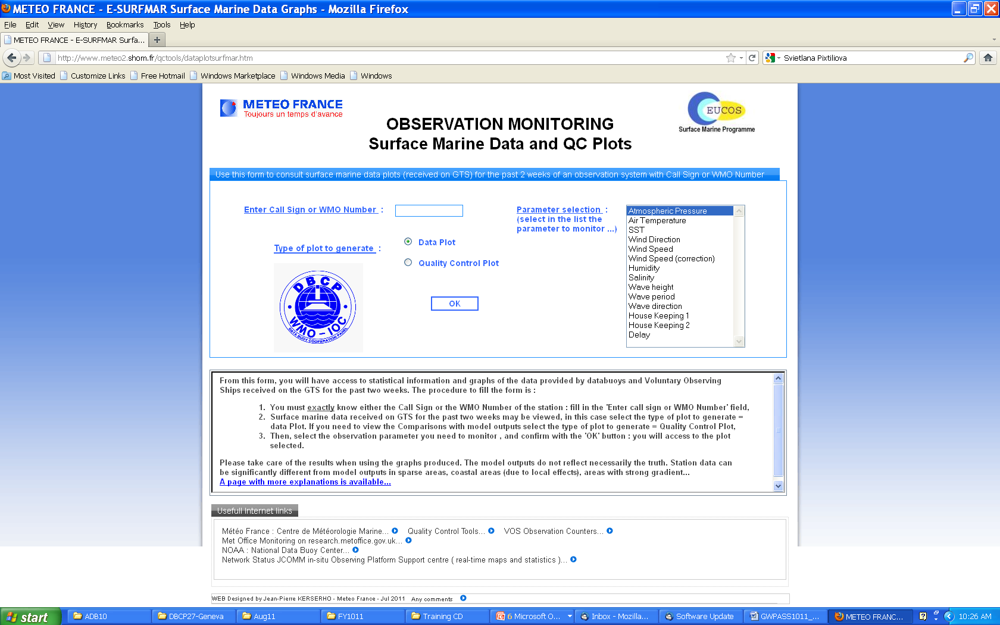 METEO FRANCE - E-SURFMAR Surface Marine Data Graphs - Mozilla Firefox
File Edit View History Bookmarks Tools Help
METEO FRANCE - E-SURFMAR Surfa...
http://www.meteo2.shom.fr/qctools/dataplotsurfmar.htm
Svietlana Pixtiliova
Most Visited Customize Links Free Hotmail Windows Marketplace Windows Media Windows
METEO FRANCE
Toujours un temps d'avance
EUCOS
Surface Marine Programme
OBSERVATION MONITORING
Surface Marine Data and QC Plots
Use this form to consult surface marine data plots (received on GTS) for the past 2 weeks of an observation system with Call Sign or WMO Number
Enter Call Sign or WMO Number :
Type of plot to generate :
Data Plot
Quality Control Plot
OK
DBCP
WMO - IOC
DATA BUOY COOPERATION PANEL
Parameter selection :
(select in the list the
parameter to monitor ...)
Atmospheric Pressure
Air Temperature
SST
Wind Direction
Wind Speed
Wind Speed (correction)
Humidity
Salinity
Wave height
Wave period
Wave direction
House Keeping 1
House Keeping 2
Delay
From this form, you will have access to statistical information and graphs of the data provided by databuoys and Voluntary Observing
Ships received on the GTS for the past two weeks. The procedure to fill the form is :
1. You must exactly know either the Call Sign or the WMO Number of the station : fill in the 'Enter call sign or WMO Number' field,
2. Surface marine data received on GTS for the past two weeks may be viewed, in this case select the type of plot to generate =
data Plot. If you need to view the Comparisons with model outputs select the type of plot to generate = Quality Control Plot,
3. Then, select the observation parameter you need to monitor , and confirm with the 'OK' button : you will access to the plot
selected.
Please take care of the results when using the graphs produced. The model outputs do not reflect necessarily the truth. Station data can
be significantly different from model outputs in sparse areas, coastal areas (due to local effects), areas with strong gradient...
A page with more explanations is available...
Usefull Internet links
Météo France : Centre de Météorologie Marine... Quality Control Tools... VOS Observation Counters...
Met Office Monitoring on research.metoffice.gov.uk...
NOAA : National Data Buoy Center...
Network Status JCOMM in-situ Observing Platform Support centre ( real-time maps and statistics )...
WEB Designed by Jean-Pierre KERSERHO - Meteo France - Jul 2011 Any comments
start ADB10 DBCP27-Geneva Aug11 FY1011 Training CD 6 Microsoft O... Inbox - Mozilla... Software Update GWPASS1011_... METEO FRANC... 10:26 AM